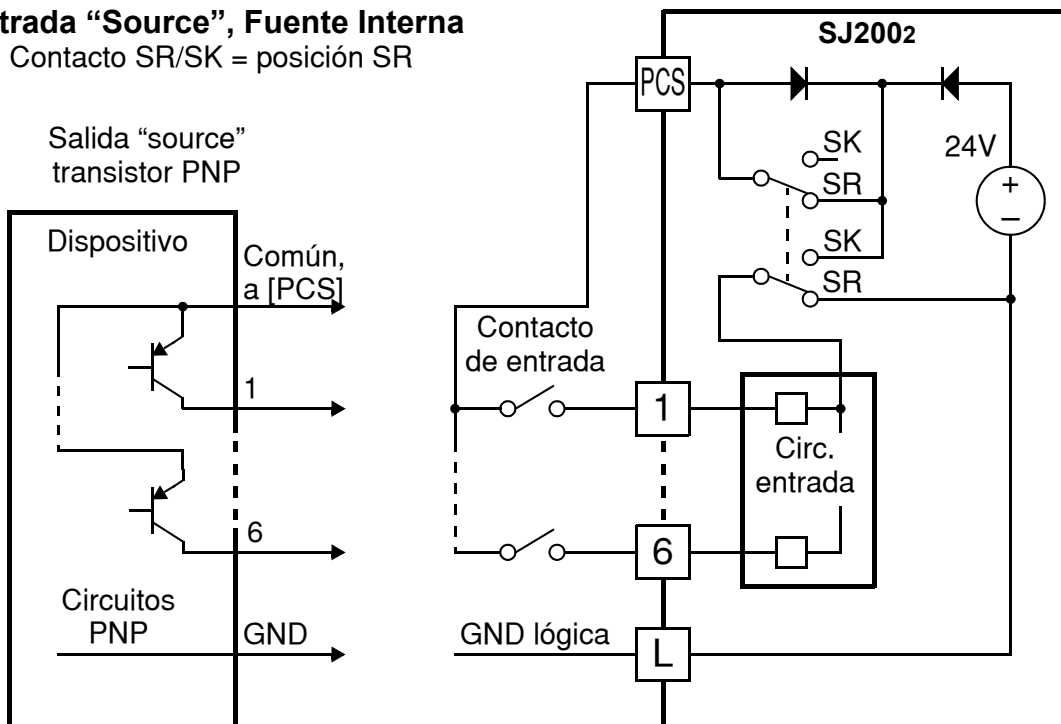 trada “Source”, Fuente Interna
Contacto SR/SK = posición SR
SJ2002
PCS
SK
SR
24V
+
–
SK
SR
Salida “source”
transistor PNP
Dispositivo
Común,
a [PCS]
1
6
Circuitos
PNP
GND
Contacto
de entrada
1
6
Circ.
entrada
GND lógica
L